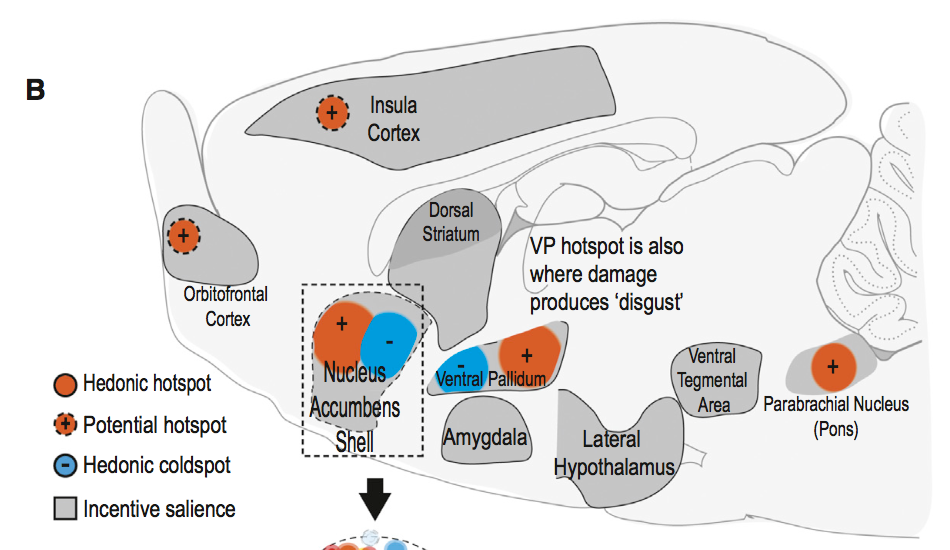 B
+
Insula
Cortex
+
Orbitofrontal
Cortex
Dorsal
Striatum
VP hotspot is also
where damage
produces ‘disgust’
+
-
Nucleus
Accumbens
Shell
-
+
Ventral Pallidum
Amygdala
Lateral
Hypothalamus
Ventral
Tegmental
Area
+
Parabrachial Nucleus
(Pons)
Hedonic hotspot
+ Potential hotspot
- Hedonic coldspot
Incentive salience